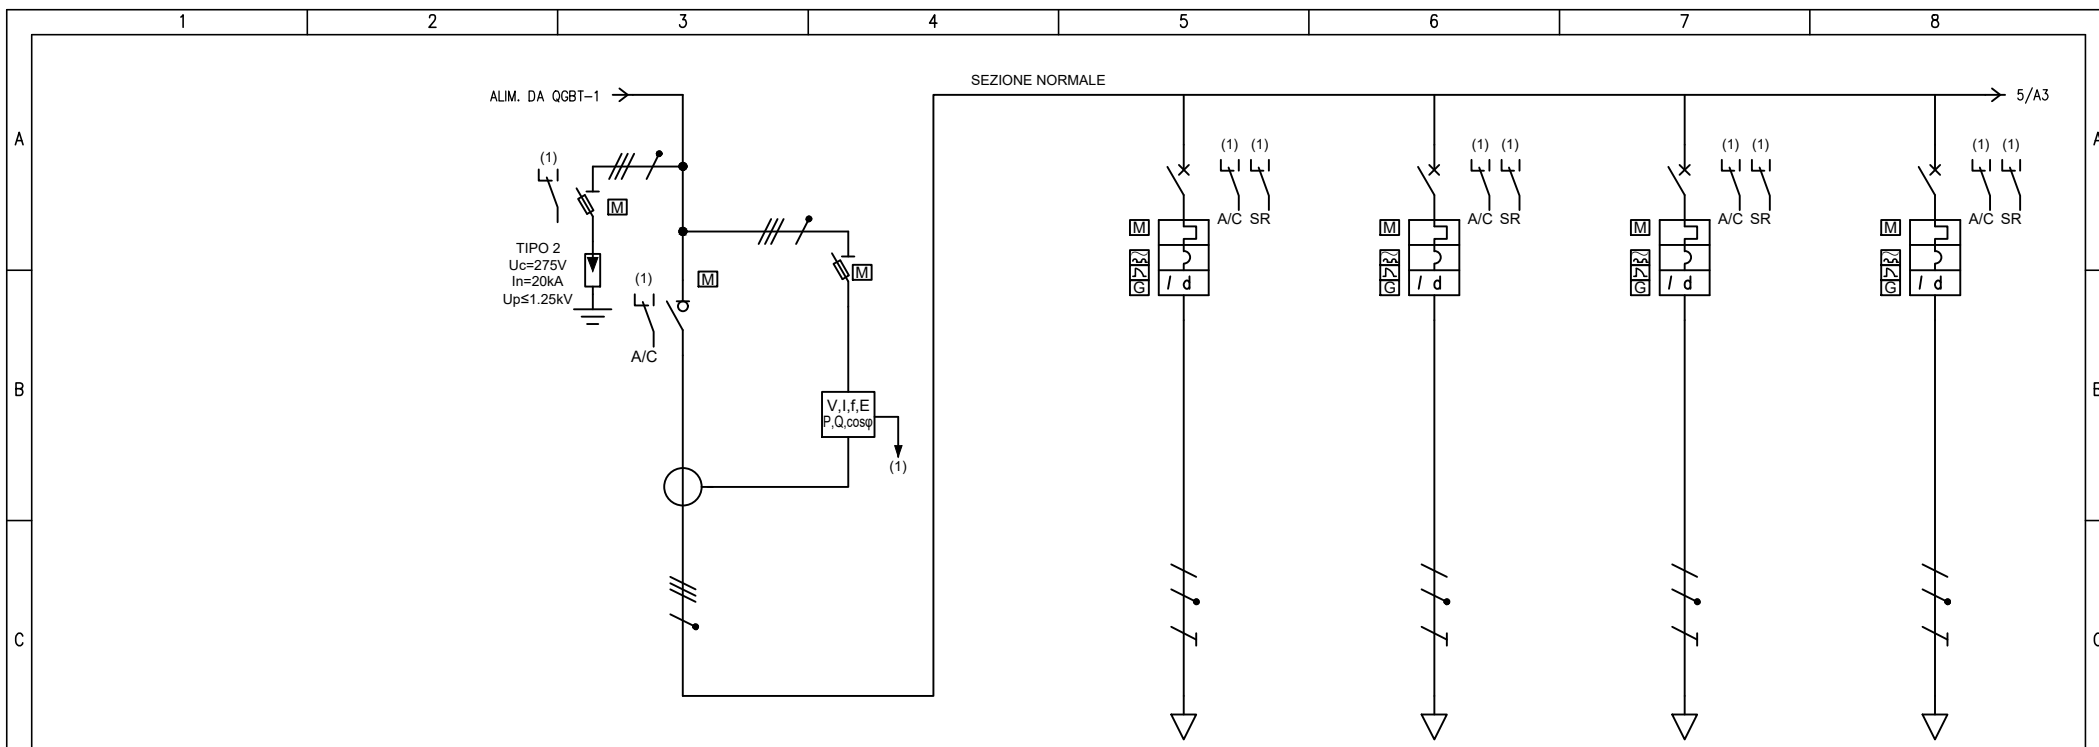 1 2 3 4 5 6 7 8
SEZIONE NORMALE
ALIM. DA QGBT-1
5/A3
A A
(1)
(1) (1) (1) (1) (1) (1) (1) (1)
M
A/C SR A/C SR A/C SR A/C SR
M M M M
TIPO 2
Uc=275V
In=20kA
Up≤1.25kV
M
M
(1)
I d I d I d I d
G G G G
A/C
B B
V,I,f,E
P,Q,cosφ
(1)
C C